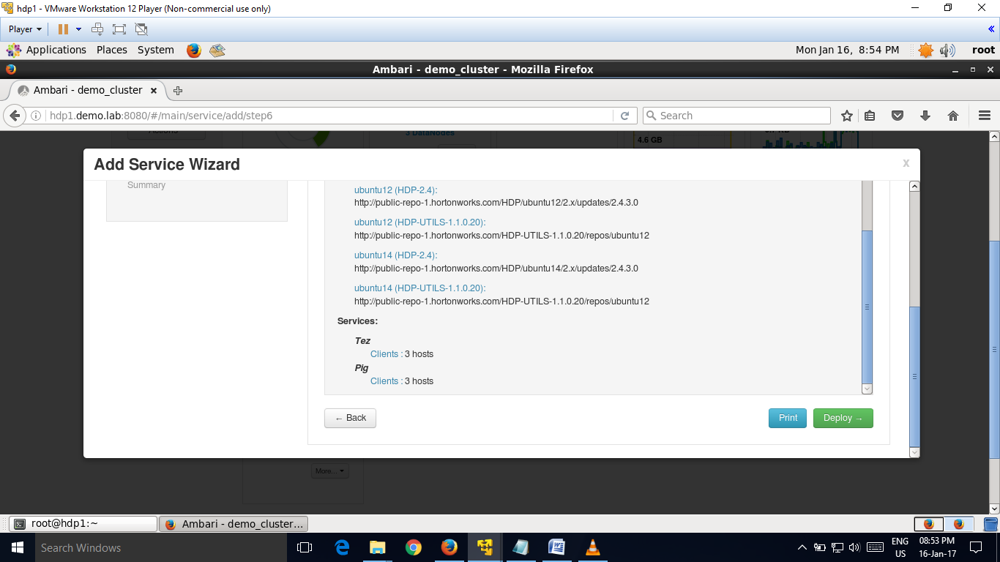 hdp1 - VMware Workstation 12 Player (Non-commercial use only)
Player
Applications Places System
Mon Jan 16, 8:54 PM
root
Ambari - demo_cluster - Mozilla Firefox
Ambari - demo_cluster
hdp1.demo.lab:8080/#/main/service/add/step6
Search
3 DataNodes
4.6 GB
Add Service Wizard
x
Summary
ubuntu12 (HDP-2.4):
http://public-repo-1.hortonworks.com/HDP/ubuntu12/2.x/updates/2.4.3.0
ubuntu12 (HDP-UTILS-1.1.0.20):
http://public-repo-1.hortonworks.com/HDP-UTILS-1.1.0.20/repos/ubuntu12
ubuntu14 (HDP-2.4):
http://public-repo-1.hortonworks.com/HDP/ubuntu14/2.x/updates/2.4.3.0
ubuntu14 (HDP-UTILS-1.1.0.20):
http://public-repo-1.hortonworks.com/HDP-UTILS-1.1.0.20/repos/ubuntu12
Services:
Tez
Clients : 3 hosts
Pig
Clients : 3 hosts
← Back
Print
Deploy →
More...
root@hdp1:~
Ambari - demo_cluster...
Search Windows
ENG
US
08:53 PM
16-Jan-17